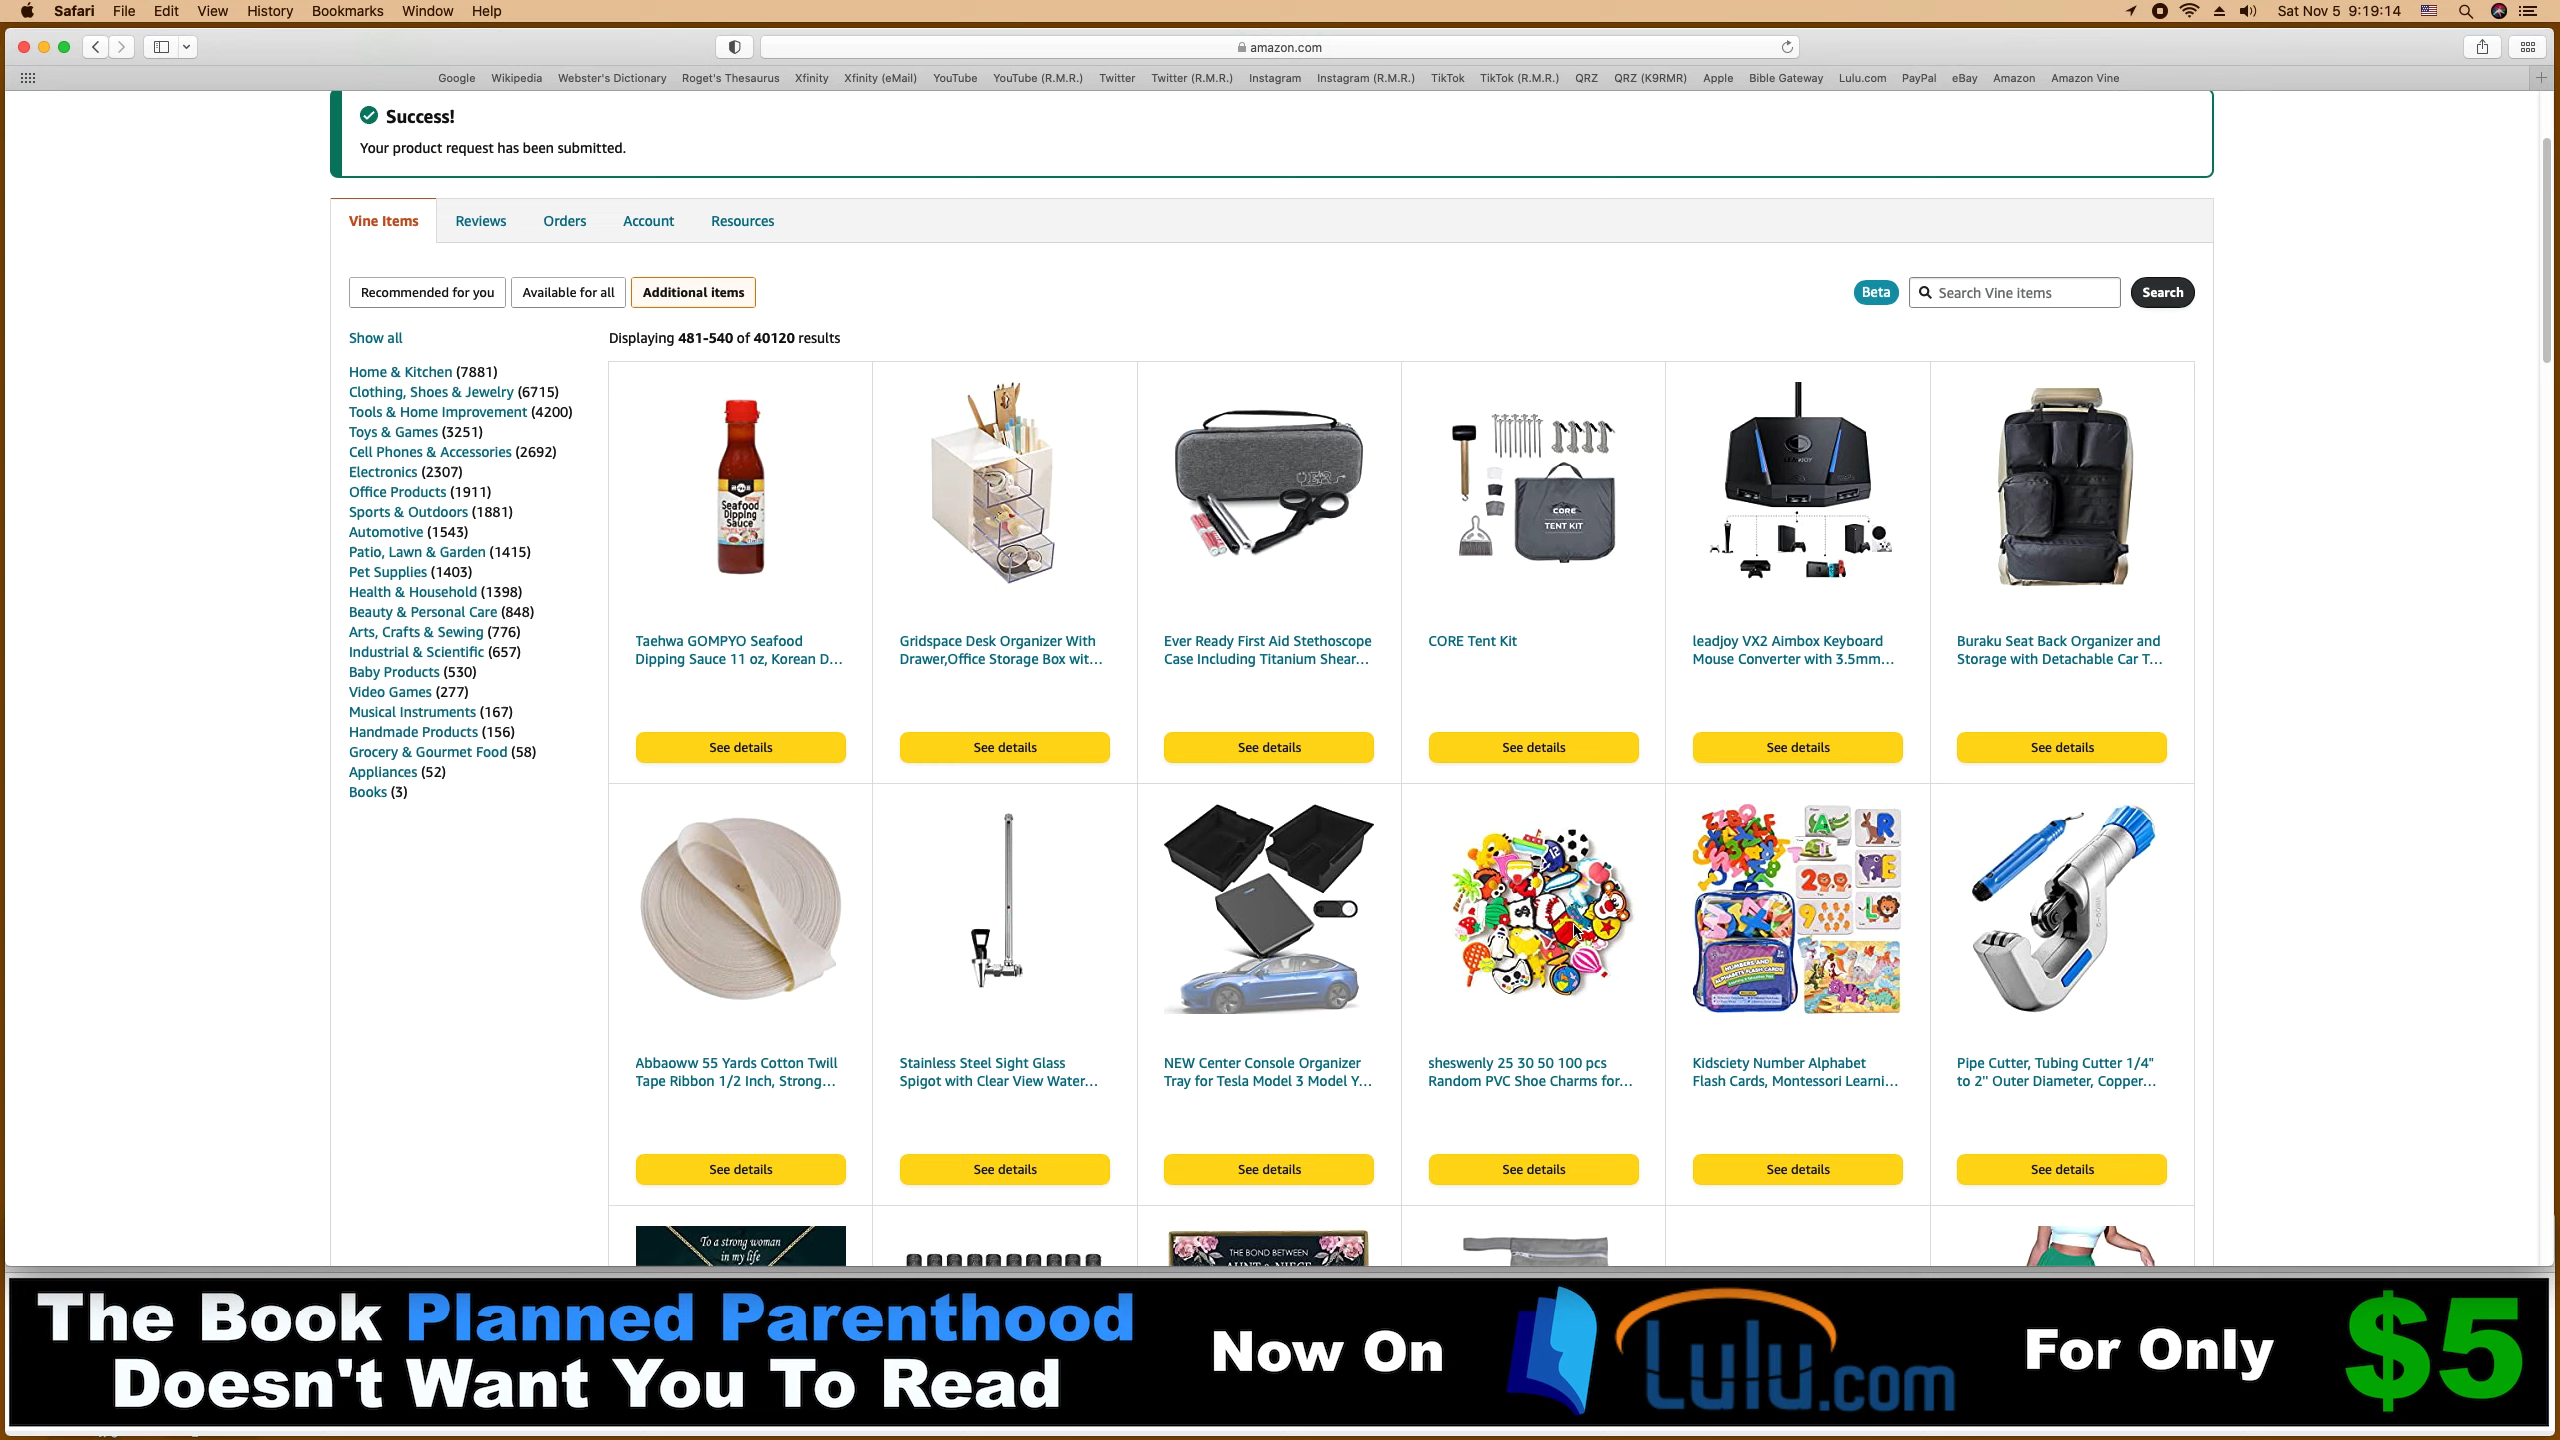 Safari File Edit View History Bookmarks Window Help
Sat Nov 5 9:19:14
amazon.com
Google Wikipedia Webster's Dictionary Roget's Thesaurus Xfinity Xfinity (eMail) YouTube YouTube (R.M.R.) Twitter Twitter (R.M.R.) Instagram Instagram (R.M.R.) TikTok TikTok (R.M.R.) QRZ QRZ (K9RMR) Apple Bible Gateway Lulu.com PayPal eBay Amazon Amazon Vine
Success!
Your product request has been submitted.
Vine Items Reviews Orders Account Resources
Recommended for you Available for all Additional items
Beta Search Vine items Search
Show all
Displaying 481-540 of 40120 results
Home & Kitchen (7881)
Clothing, Shoes & Jewelry (6715)
Tools & Home Improvement (4200)
Toys & Games (3251)
Cell Phones & Accessories (2692)
Electronics (2307)
Office Products (1911)
Sports & Outdoors (1881)
Automotive (1543)
Patio, Lawn & Garden (1415)
Pet Supplies (1403)
Health & Household (1398)
Beauty & Personal Care (848)
Arts, Crafts & Sewing (776)
Industrial & Scientific (657)
Baby Products (530)
Video Games (277)
Musical Instruments (167)
Handmade Products (156)
Grocery & Gourmet Food (58)
Appliances (52)
Books (3)
Seafood
Dipping
Sauce
CORE
TENT KIT
Taehwa GOMPYO Seafood
Dipping Sauce 11 oz, Korean D...
Gridspace Desk Organizer With
Drawer,Office Storage Box wit...
Ever Ready First Aid Stethoscope
Case Including Titanium Shear...
CORE Tent Kit
leadjoy VX2 Aimbox Keyboard
Mouse Converter with 3.5mm...
Buraku Seat Back Organizer and
Storage with Detachable Car T...
See details See details See details See details See details See details
NUMBERS AND
ALPHABETS FLASH CARDS
Abbaoww 55 Yards Cotton Twill
Tape Ribbon 1/2 Inch, Strong...
Stainless Steel Sight Glass
Spigot with Clear View Water...
NEW Center Console Organizer
Tray for Tesla Model 3 Model Y...
sheswenly 25 30 50 100 pcs
Random PVC Shoe Charms for...
Kidsciety Number Alphabet
Flash Cards, Montessori Learni...
Pipe Cutter, Tubing Cutter 1/4"
to 2" Outer Diameter, Copper...
See details See details See details See details See details See details
To a strong woman
in my life
THE BOND BETWEEN
AUNT & NIECE
The Book Planned Parenthood
Doesn't Want You To Read
Now On
Lulu.com
For Only
$5